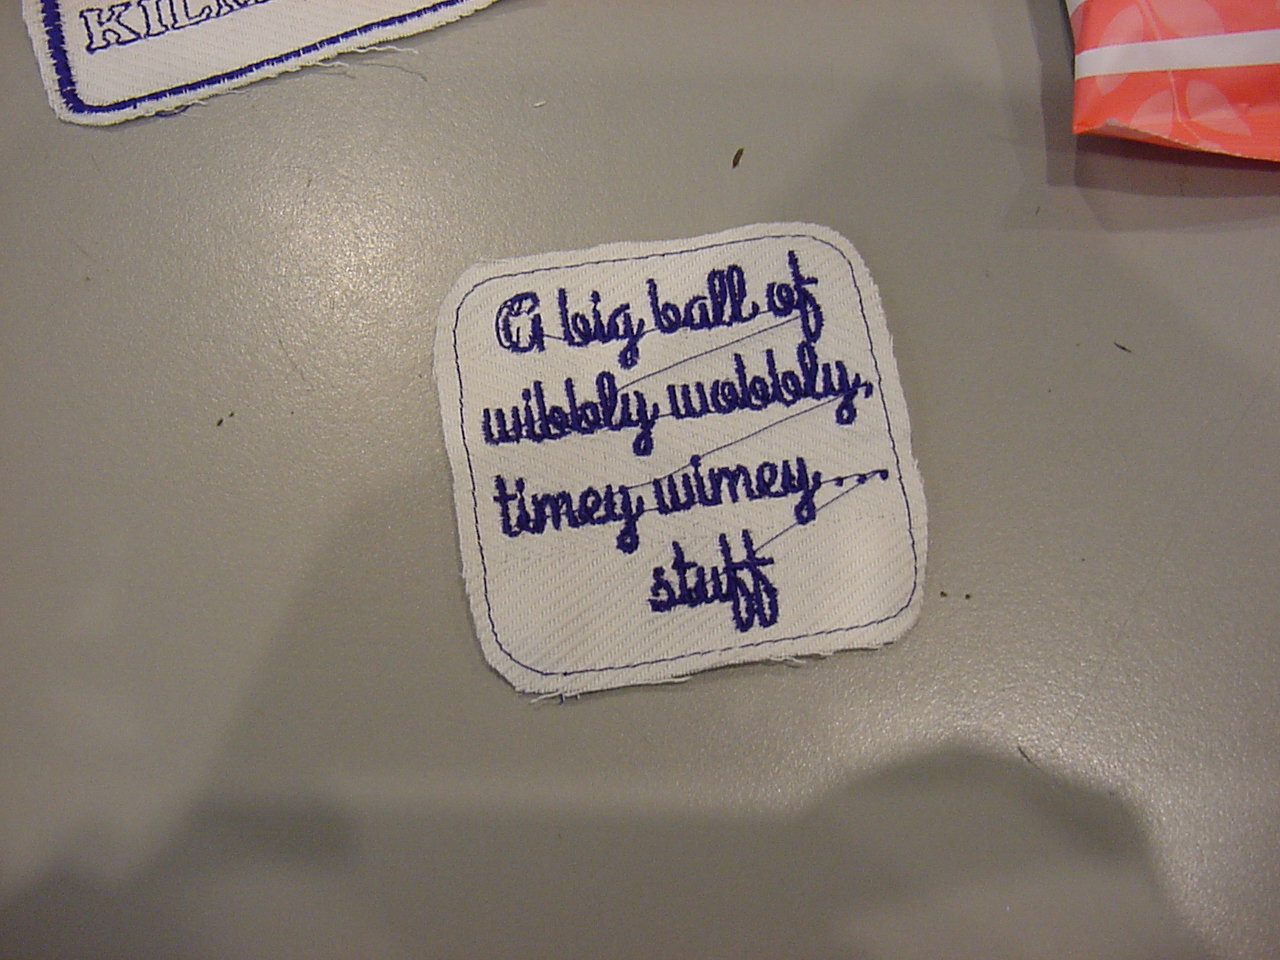 A big ball of
wibbly wobbly,
timey wimey....
stuff